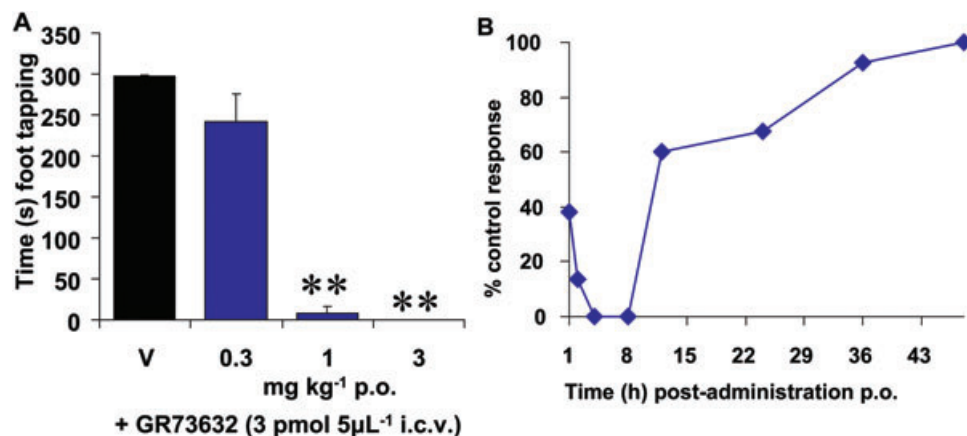 A
Time (s) foot tapping
350
300
250
200
150
100
50
0
** **
V 0.3 1 3
mg kg⁻¹ p.o.
+ GR73632 (3 pmol 5µL⁻¹ i.c.v.)
B
% control response
100
80
60
40
20
0
1 8 15 22 29 36 43
Time (h) post-administration p.o.